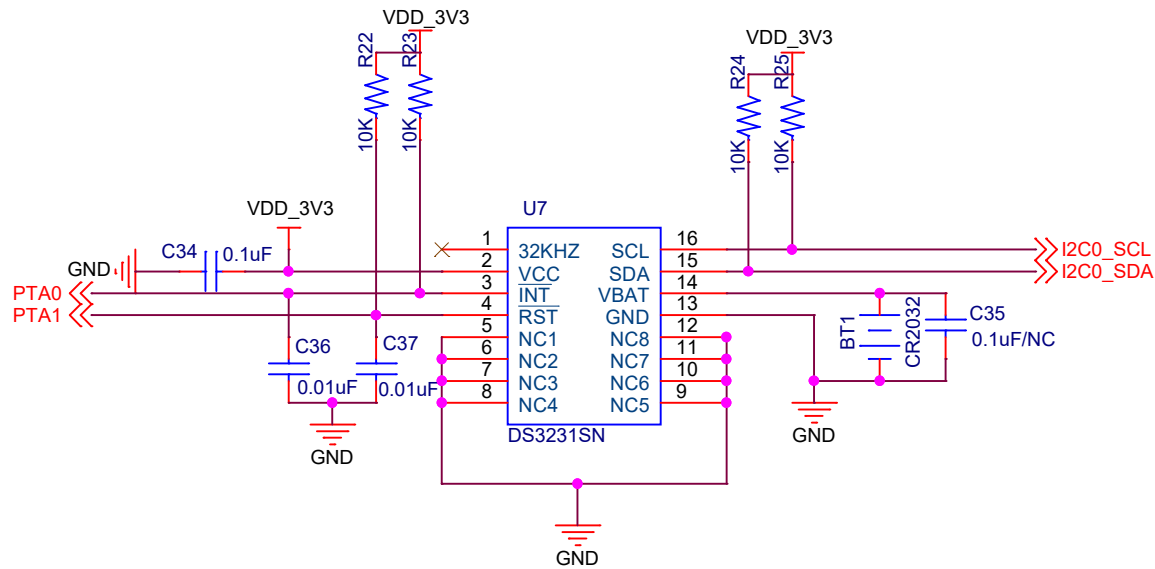 VDD_3V3
R22
R23
10K
10K
VDD_3V3
R24
R25
10K
10K
VDD_3V3
C34
0.1uF
GND
PTA0
PTA1
C36
0.01uF
C37
0.01uF
GND
U7
1
32KHZ
2
VCC
3
INT
4
RST
5
NC1
6
NC2
7
NC3
8
NC4
SCL
16
SDA
15
VBAT
14
GND
13
NC8
12
NC7
11
NC6
10
NC5
9
DS3231SN
GND
I2C0_SCL
I2C0_SDA
BT1
CR2032
C35
0.1uF/NC
GND